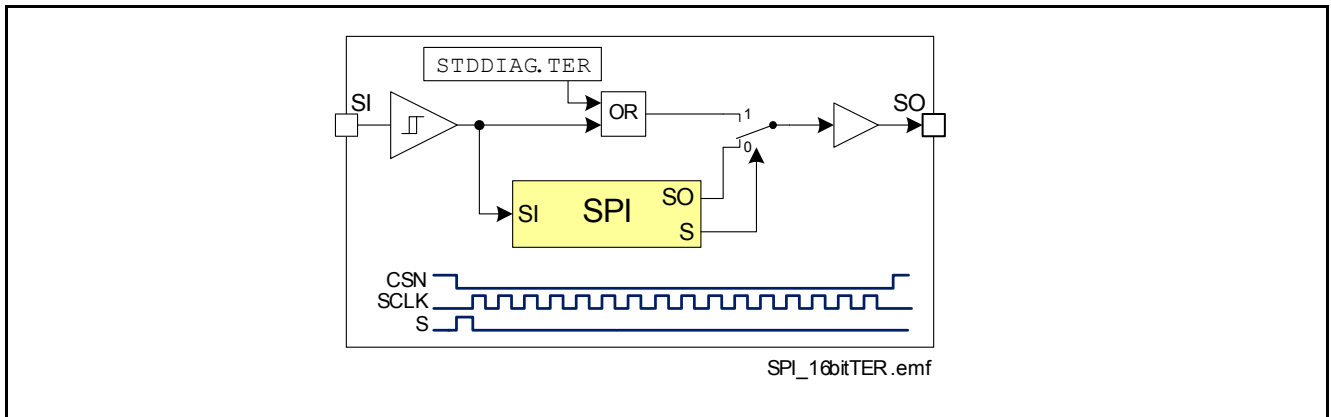 STDDIAG.TER
SI
OR
1
SO
0
SO
SI
SPI
S
CSN
SCLK
S
SPI_16bitTER.emf